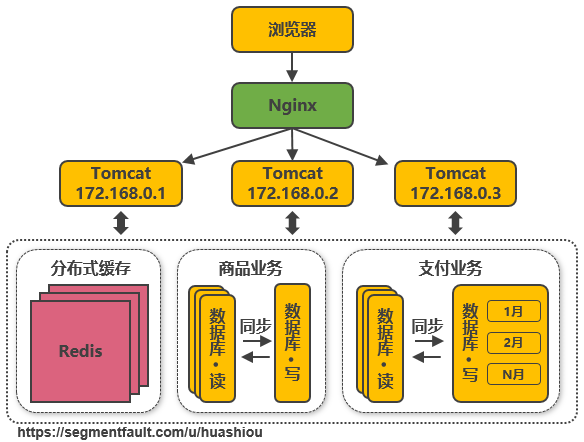 浏览器
Nginx
Tomcat
172.168.0.1
Tomcat
172.168.0.2
Tomcat
172.168.0.3
分布式缓存
Redis
商品业务
数据库·读
同步
数据库·写
支付业务
数据库·读
同步
数据库·写
1月
2月
N月
https://segmentfault.com/u/huashiou